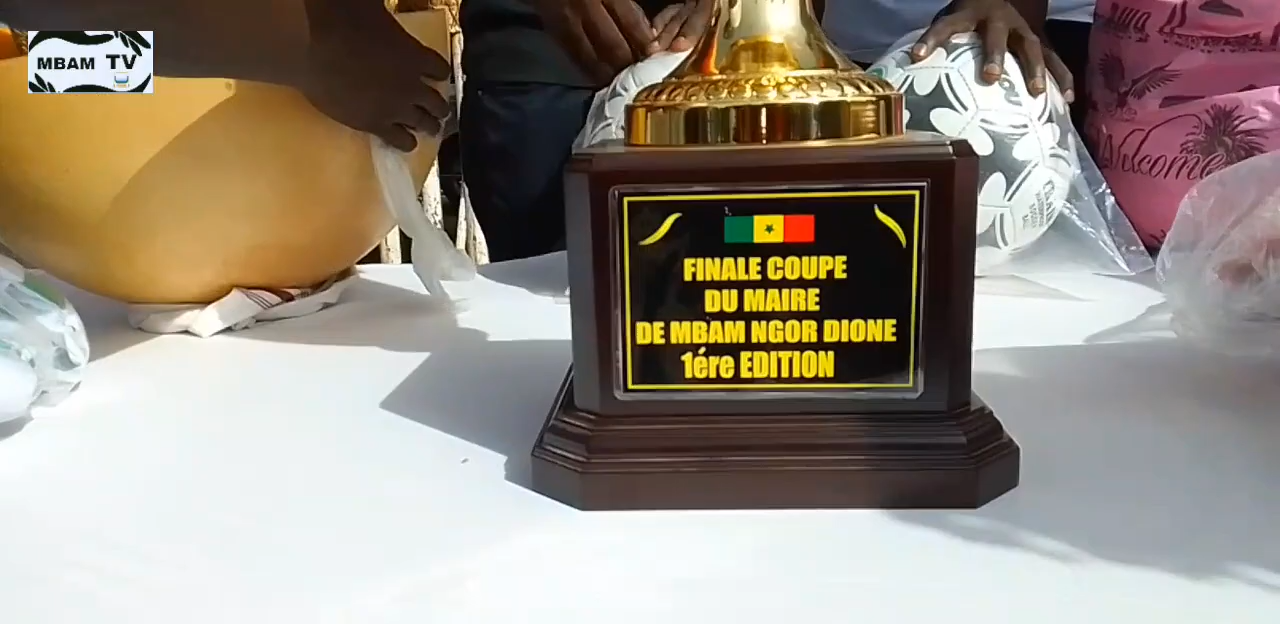 MBAM TV
FINALE COUPE
DU MAIRE
DE MBAM NGOR DIONE
1ére EDITION
Welcome